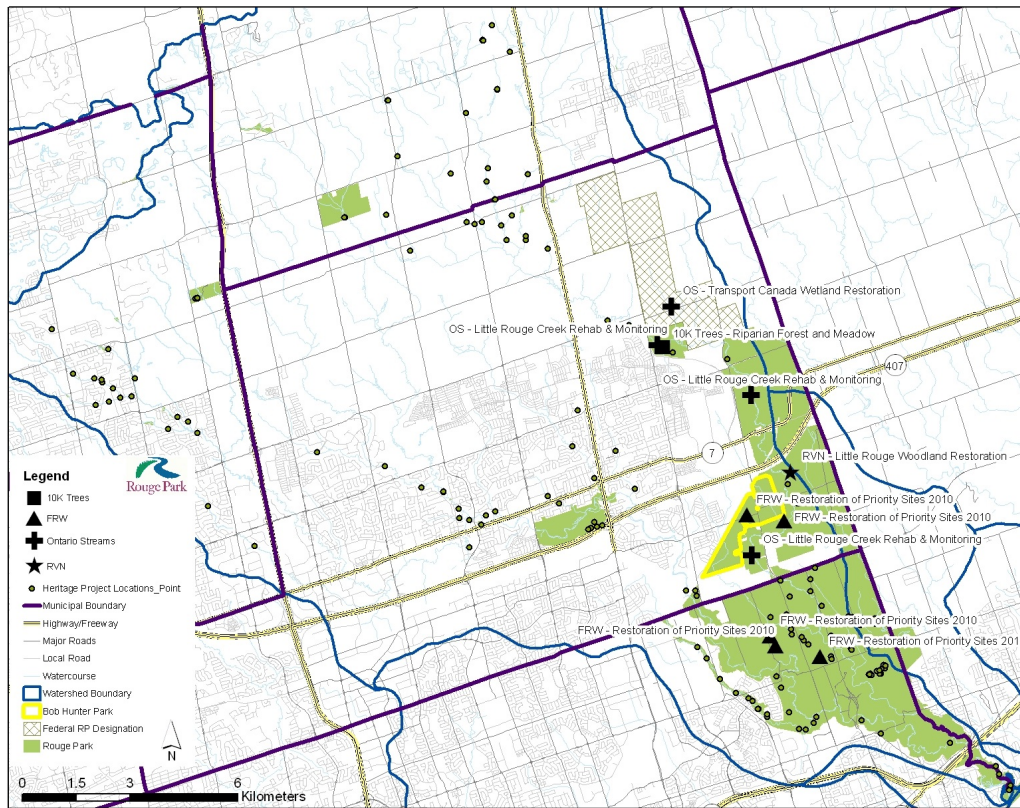 OS - Transport Canada Wetland Restoration
OS - Little Rouge Creek Rehab & Monitoring
10K Trees - Riparian Forest and Meadow
407
OS - Little Rouge Creek Rehab & Monitoring
7
RVN - Little Rouge Woodland Restoration
FRW - Restoration of Priority Sites 2010
FRW - Restoration of Priority Sites 2010
OS - Little Rouge Creek Rehab & Monitoring
FRW - Restoration of Priority Sites 2010
FRW - Restoration of Priority Sites 2010
FRW - Restoration of Priority Sites 201
Legend
Rouge Park
10K Trees
FRW
Ontario Streams
RVN
Heritage Project Locations_Point
Municipal Boundary
Highway/Freeway
Major Roads
Local Road
Watercourse
Watershed Boundary
Bob Hunter Park
Federal RP Designation
Rouge Park
N
0 1.5 3 6
Kilometers